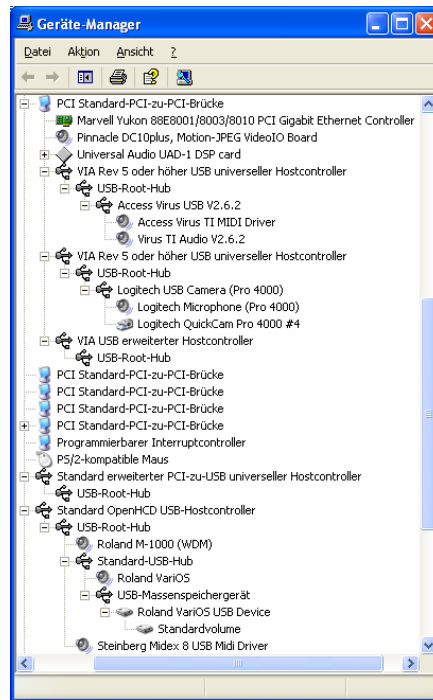 Geräte-Manager
Datei Aktion Ansicht ?
PCI Standard-PCI-zu-PCI-Brücke
Marvell Yukon 88E8001/8003/8010 PCI Gigabit Ethernet Controller
Pinnacle DC10plus, Motion-JPEG VideoIO Board
Universal Audio UAD-1 DSP card
VIA Rev 5 oder höher USB universeller Hostcontroller
USB-Root-Hub
Access Virus USB V2.6.2
Access Virus TI MIDI Driver
Virus TI Audio V2.6.2
VIA Rev 5 oder höher USB universeller Hostcontroller
USB-Root-Hub
Logitech USB Camera (Pro 4000)
Logitech Microphone (Pro 4000)
Logitech QuickCam Pro 4000 #4
VIA USB erweiterter Hostcontroller
USB-Root-Hub
PCI Standard-PCI-zu-PCI-Brücke
PCI Standard-PCI-zu-PCI-Brücke
PCI Standard-PCI-zu-PCI-Brücke
PCI Standard-PCI-zu-PCI-Brücke
Programmierbarer Interruptcontroller
PS/2-kompatible Maus
Standard erweiterter PCI-zu-USB universeller Hostcontroller
USB-Root-Hub
Standard OpenHCD USB-Hostcontroller
USB-Root-Hub
Roland M-1000 (WDM)
Standard-USB-Hub
Roland VariOS
USB-Massenspeichergerät
Roland VariOS USB Device
Standardvolume
Steinberg Midex 8 USB Midi Driver